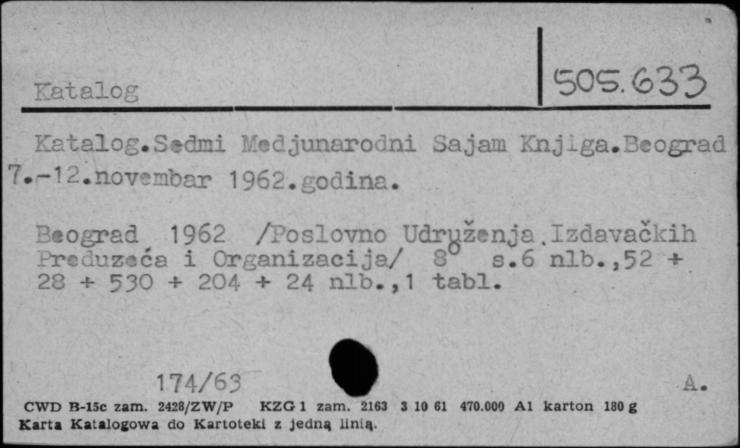 505.633
Katalog
Katalog.Sedmi Medjunarodni Sajam Knjiga.Beograd
7.-12.novembar 1962.godina.
Beograd, 1962 /Poslovno Udruženja Izdavačkih
Preduzeća i Organizacija/ 8° s.6 nlb.,52 +
28 + 530 + 204 + 24 nlb.,1 tabl.
174/63 A.
CWD B-15c zam. 2428/ZW/P KZG 1 zam. 2163 3 10 61 470.000 A1 karton 180 g
Karta Katalogowa do Kartoteki z jedną linią.